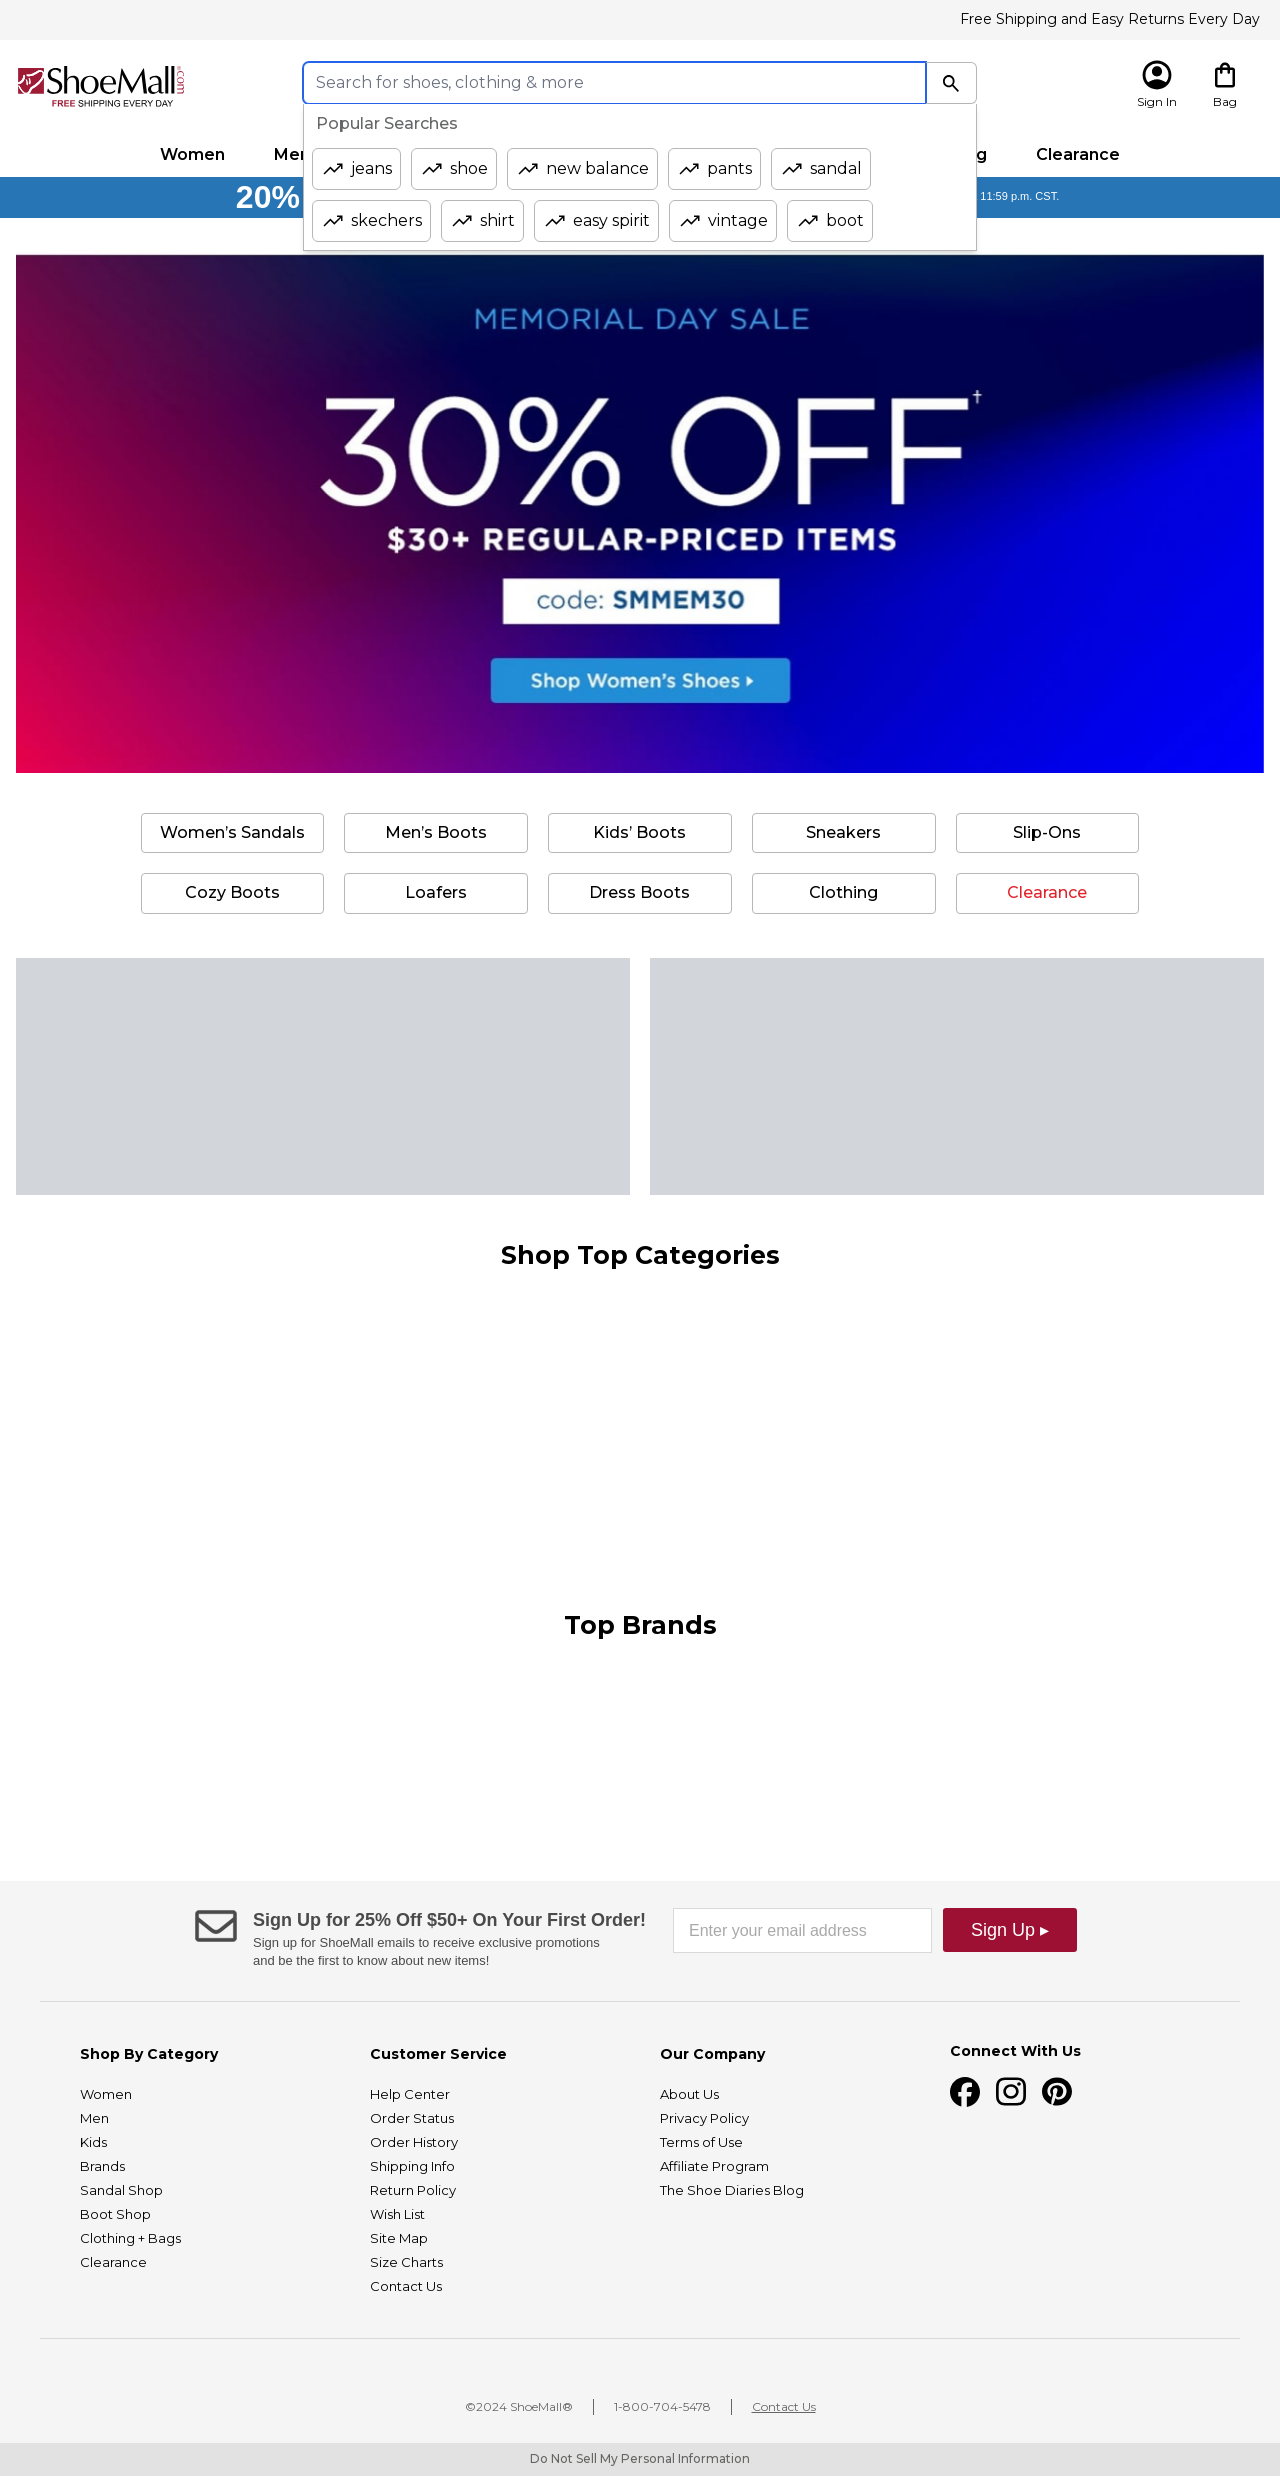 Free Shipping and Easy Returns Every Day
ShoeMall®.com
FREE SHIPPING EVERY DAY
Search for shoes, clothing & more
Sign In
Bag
Popular Searches
jeans
shoe
new balance
pants
sandal
skechers
shirt
easy spirit
vintage
boot
Women
Clearance
20%
11:59 p.m. CST.
MEMORIAL DAY SALE
30% OFF†
$30+ REGULAR-PRICED ITEMS
code: SMMEM30
Shop Women's Shoes
Women's Sandals
Men's Boots
Kids' Boots
Sneakers
Slip-Ons
Cozy Boots
Loafers
Dress Boots
Clothing
Clearance
Shop Top Categories
Top Brands
Sign Up for 25% Off $50+ On Your First Order!
Sign up for ShoeMall emails to receive exclusive promotions
and be the first to know about new items!
Enter your email address
Sign Up ▸
Shop By Category
Women
Men
Kids
Brands
Sandal Shop
Boot Shop
Clothing + Bags
Clearance
Customer Service
Help Center
Order Status
Order History
Shipping Info
Return Policy
Wish List
Site Map
Size Charts
Contact Us
Our Company
About Us
Privacy Policy
Terms of Use
Affiliate Program
The Shoe Diaries Blog
Connect With Us
©2024 ShoeMall®
1-800-704-5478
Contact Us
Do Not Sell My Personal Information